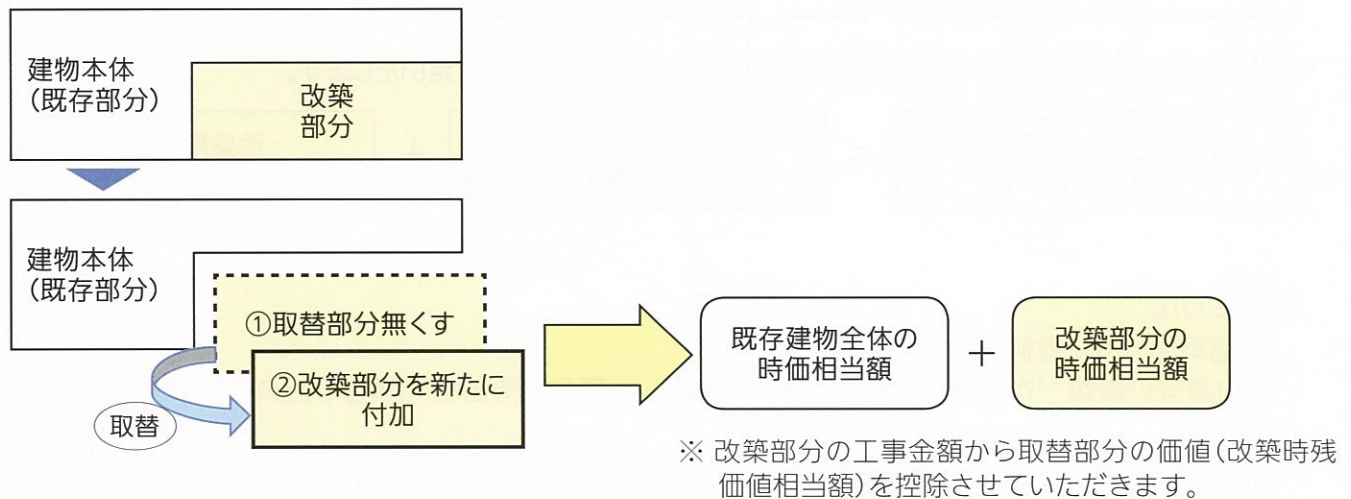 建物本体
（既存部分）
改築
部分
建物本体
（既存部分）
①取替部分無くす
②改築部分を新たに
付加
取替
既存建物全体の
時価相当額
＋
改築部分の
時価相当額
※ 改築部分の工事金額から取替部分の価値（改築時残
価値相当額）を控除させていただきます。